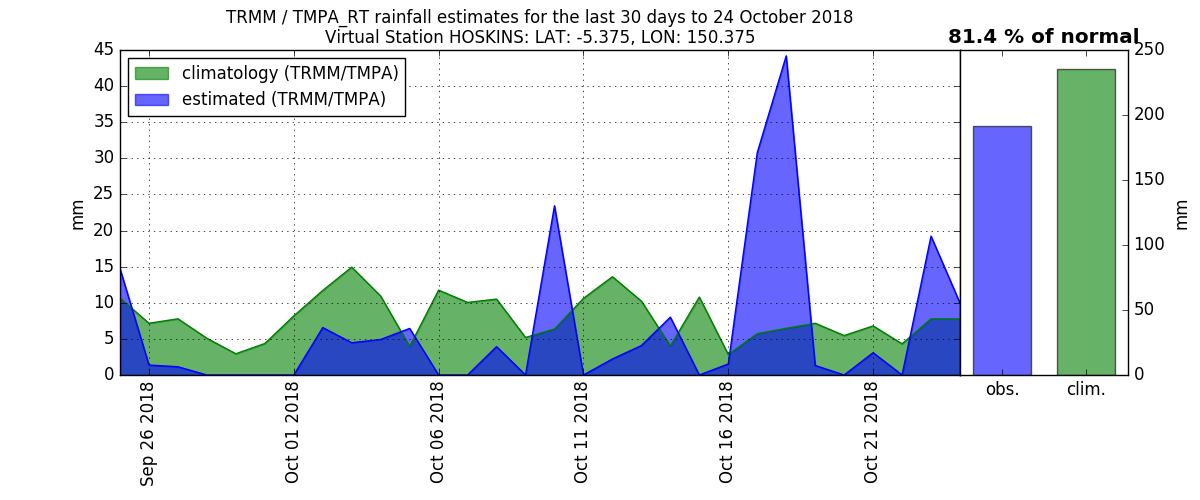 TRMM / TMPA_RT rainfall estimates for the last 30 days to 24 October 2018
Virtual Station HOSKINS: LAT: -5.375, LON: 150.375
81.4 % of normal
climatology (TRMM/TMPA)
estimated (TRMM/TMPA)
mm
45
40
35
30
25
20
15
10
5
0
Sep 26 2018
Oct 01 2018
Oct 06 2018
Oct 11 2018
Oct 16 2018
Oct 21 2018
obs.
clim.
250
200
150
100
50
0
mm